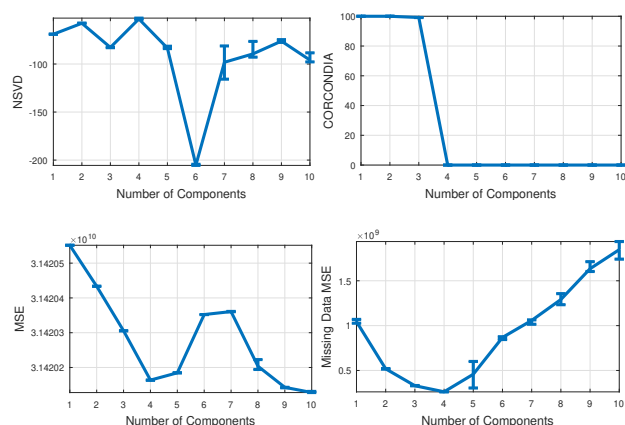 -100
-150
-200
NSVD
1 2 3 4 5 6 7 8 9 10
Number of Components
100
80
60
40
20
0
CORCONDIA
1 2 3 4 5 6 7 8 9 10
Number of Components
×10^10
3.14205
3.14204
3.14203
3.14202
MSE
1 2 3 4 5 6 7 8 9 10
Number of Components
×10^9
1.5
1
0.5
Missing Data MSE
1 2 3 4 5 6 7 8 9 10
Number of Components